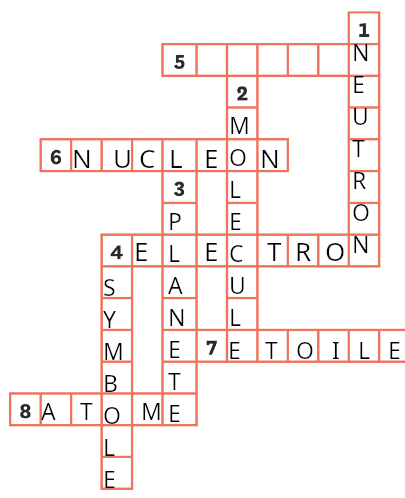 1 NEUTRON
5
2 MOLECULE
6 NUCLEON
3 PLANETE
4 ELECTRON
SYMBOLE
7 ETOILE
8 ATOME